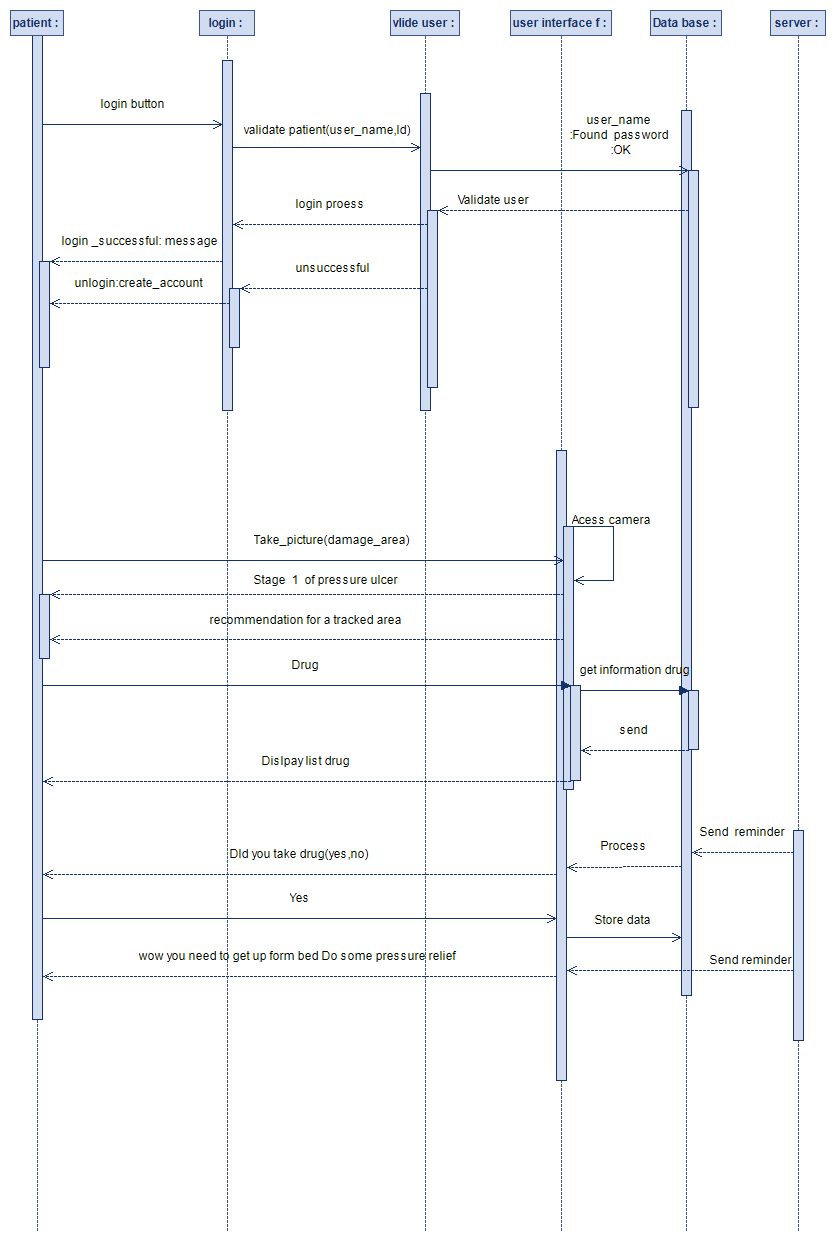 patient :
login :
vlide user :
user interface f :
Data base :
server :
login button
validate patient(user_name,Id)
user_name
:Found password
:OK
Validate user
login proess
login _successful: message
unsuccessful
unlogin:create_account
Acess camera
Take_picture(damage_area)
Stage 1 of pressure ulcer
recommendation for a tracked area
Drug
get information drug
send
Dislpay list drug
Send reminder
Process
DId you take drug(yes,no)
Yes
Store data
wow you need to get up form bed Do some pressure relief
Send reminder